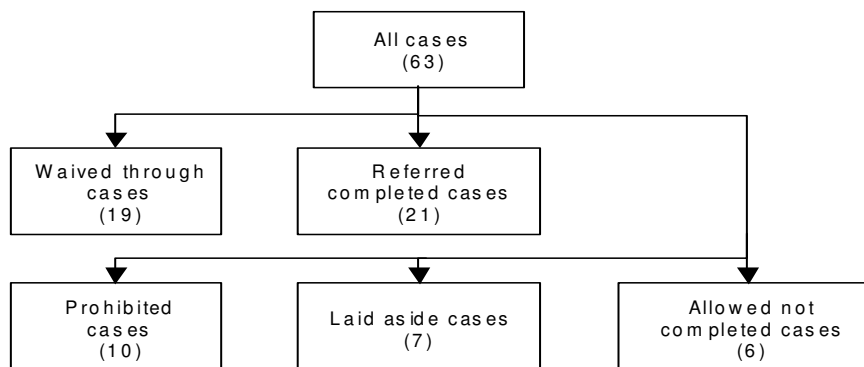 All cases
(63)
Waived through
cases
(19)
Referred
completed cases
(21)
Prohibited
cases
(10)
Laid aside cases
(7)
Allowed not
completed cases
(6)